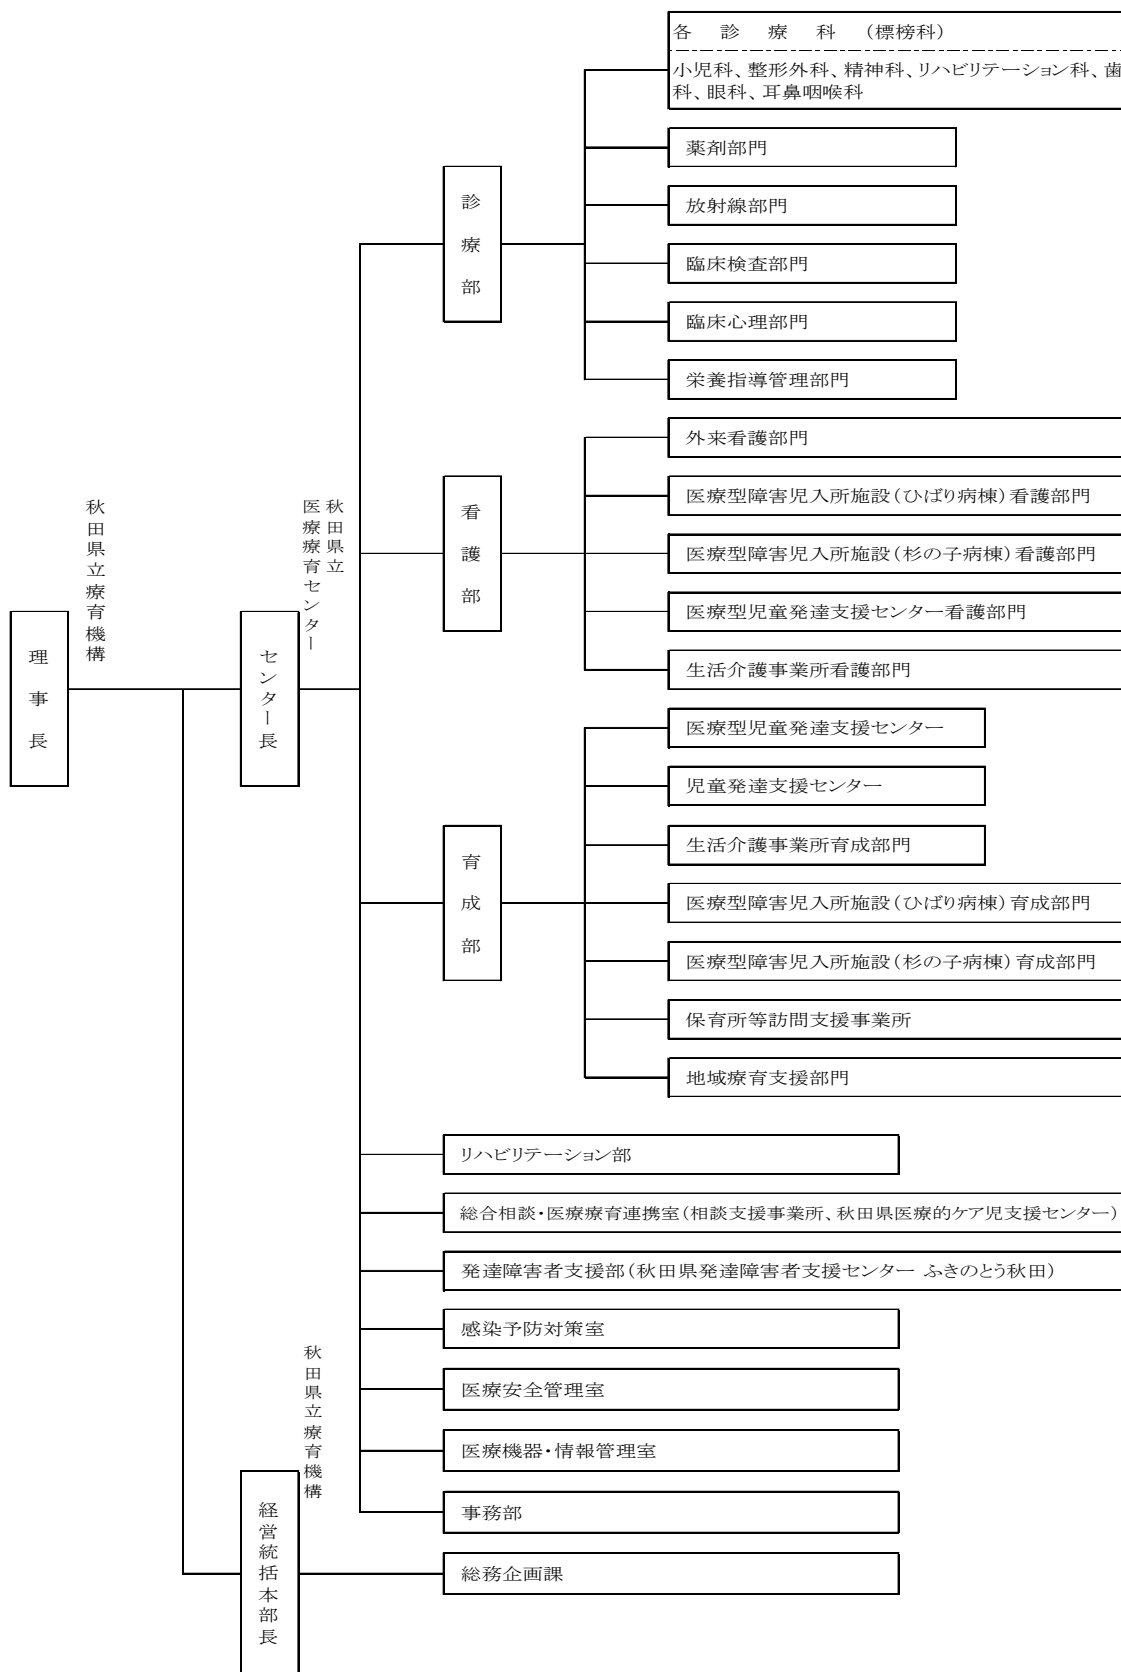 各　診　療　科　（標榜科）
小児科、整形外科、精神科、リハビリテーション科、歯
科、眼科、耳鼻咽喉科
薬剤部門
放射線部門
臨床検査部門
臨床心理部門
栄養指導管理部門
診療部
外来看護部門
医療型障害児入所施設（ひばり病棟）看護部門
医療型障害児入所施設（杉の子病棟）看護部門
医療型児童発達支援センター看護部門
生活介護事業所看護部門
看護部
秋田県立療育機構
秋田県立
医療療育センター
理事長
センター長
医療型児童発達支援センター
児童発達支援センター
生活介護事業所育成部門
医療型障害児入所施設（ひばり病棟）育成部門
医療型障害児入所施設（杉の子病棟）育成部門
保育所等訪問支援事業所
地域療育支援部門
育成部
リハビリテーション部
総合相談・医療療育連携室（相談支援事業所、秋田県医療的ケア児支援センター）
発達障害者支援部（秋田県発達障害者支援センター ふきのとう秋田）
感染予防対策室
医療安全管理室
医療機器・情報管理室
事務部
秋田県立療育機構
経営統括本部長
総務企画課